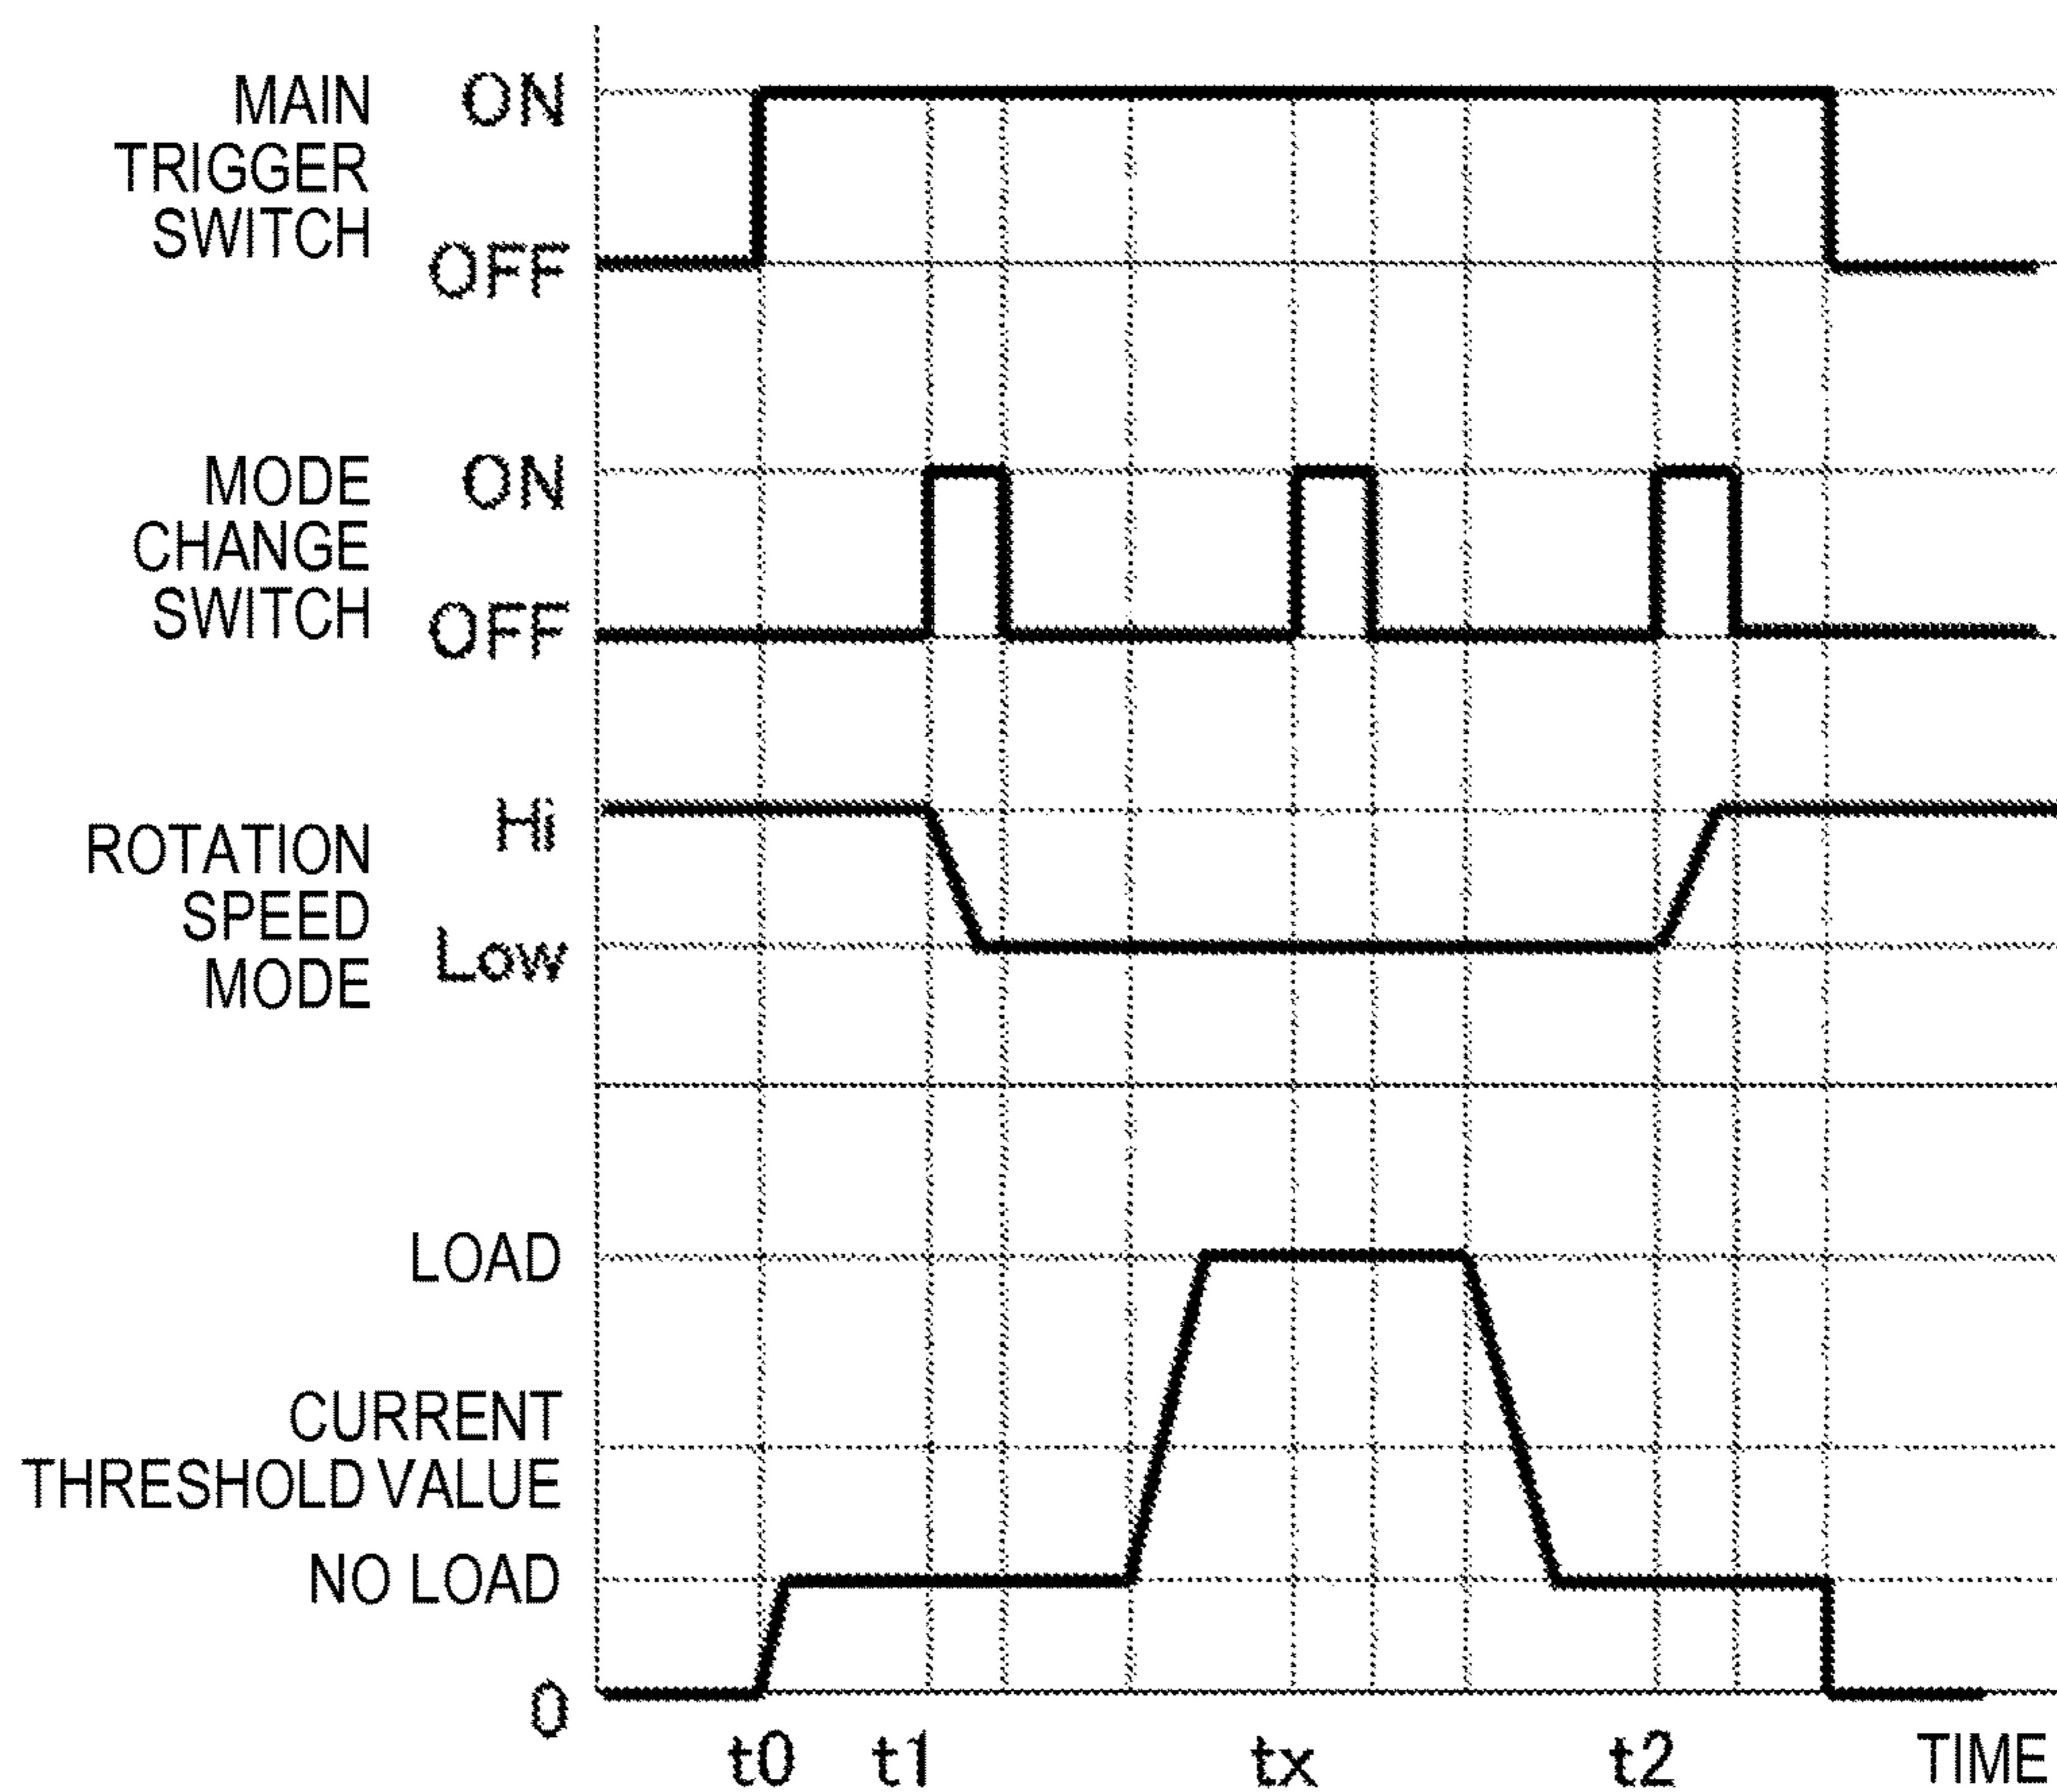 MAIN
TRIGGER
SWITCH
ON
OFF
MODE
CHANGE
SWITCH
ON
OFF
ROTATION
SPEED
MODE
Hi
Low
LOAD
CURRENT
THRESHOLD VALUE
NO LOAD
0
t0 t1 tx t2 TIME